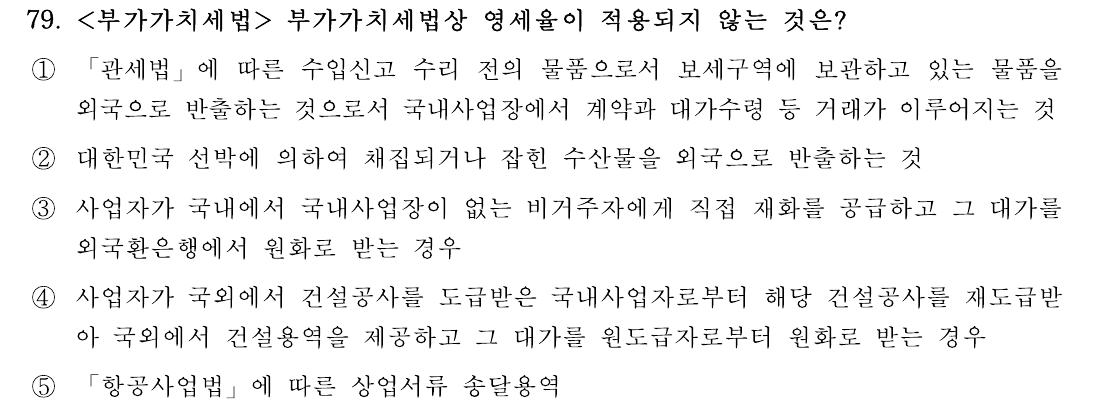 79. <부가가치세법> 부가가치세법상 영세율이 적용되지 않는 것은?
① 「관세법」에 따른 수입신고 수리 전의 물품으로서 보세구역에 보관하고 있는 물품을
외국으로 반출하는 것으로서 국내사업장에서 계약과 대가수령 등 거래가 이루어지는 것
② 대한민국 선박에 의하여 채집되거나 잡힌 수산물을 외국으로 반출하는 것
③ 사업자가 국내에서 국내사업장이 없는 비거주자에게 직접 재화를 공급하고 그 대가를
외국환은행에서 원화로 받는 경우
④ 사업자가 국외에서 건설공사를 도급받은 국내사업자로부터 해당 건설공사를 재도급받
아 국외에서 건설용역을 제공하고 그 대가를 원도급자로부터 원화로 받는 경우
⑤ 「항공사업법」에 따른 상업서류 송달용역